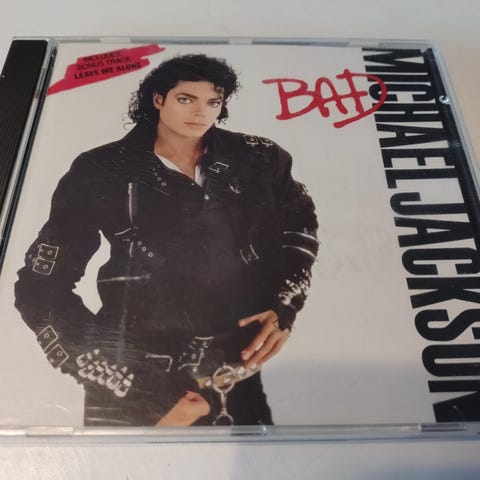 INCLUDES
BONUS TRACK
LEAVE ME ALONE
BAD
MICHAEL JACKSON